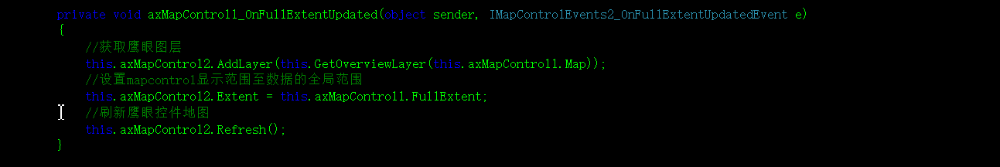 private void axMapControl1_OnFullExtentUpdated(object sender, IMapControlEvents2_OnFullExtentUpdatedEvent e)
{
//获取鹰眼图层
this.axMapControl2.AddLayer(this.GetOverviewLayer(this.axMapControl1.Map));
//设置mapcontrol显示范围至数据的全局范围
this.axMapControl2.Extent = this.axMapControl1.FullExtent;
//刷新鹰眼控件地图
this.axMapControl2.Refresh();
}